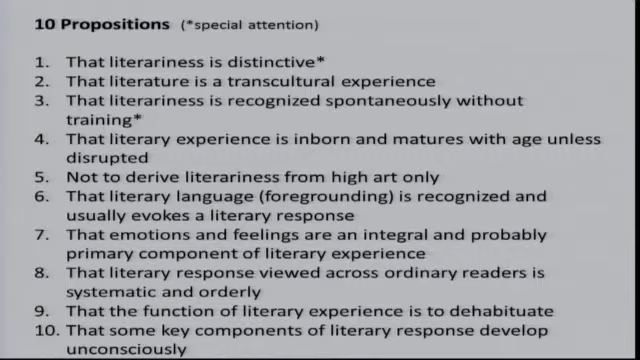 10 Propositions (*special attention)
1. That literariness is distinctive*
2. That literature is a transcultural experience
3. That literariness is recognized spontaneously without
training*
4. That literary experience is inborn and matures with age unless
disrupted
5. Not to derive literariness from high art only
6. That literary language (foregrounding) is recognized and
usually evokes a literary response
7. That emotions and feelings are an integral and probably
primary component of literary experience
8. That literary response viewed across ordinary readers is
systematic and orderly
9. That the function of literary experience is to dehabituate
10. That some key components of literary response develop
unconsciously